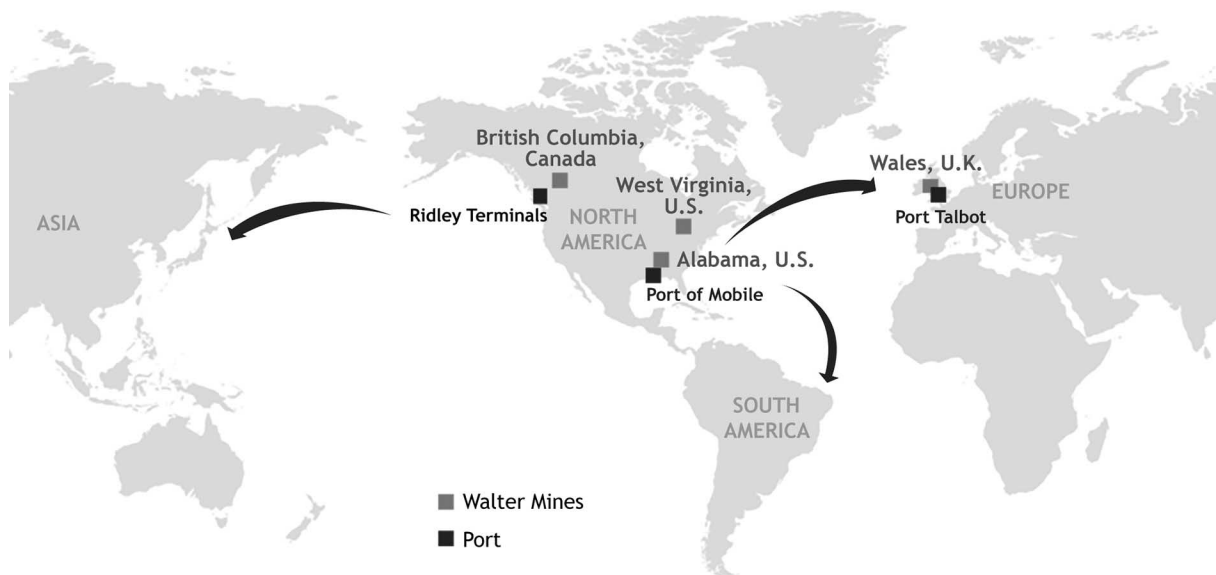 British Columbia,
Canada
Ridley Terminals
ASIA
NORTH
AMERICA
West Virginia,
U.S.
Alabama, U.S.
Port of Mobile
Wales, U.K.
Port Talbot
EUROPE
SOUTH
AMERICA
Walter Mines
Port